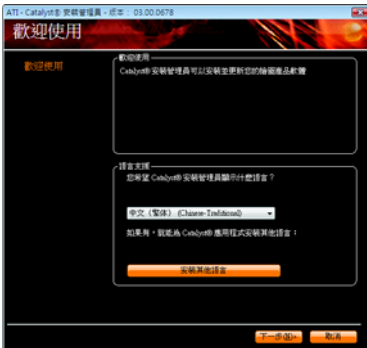 ATI - Catalyst® 安裝管理員 - 版本： 03.00.0678
歡迎使用
歡迎使用
歡迎使用
Catalyst® 安裝管理員可以安裝並更新您的繪圖產品軟體
語言支援
您希望 Catalyst® 安裝管理員顯示什麼語言？
中文（繁体） (Chinese-Traditional)
如果有，就能為 Catalyst® 應用程式安裝其他語言：
安裝其他語言
下一步(N)»
取消